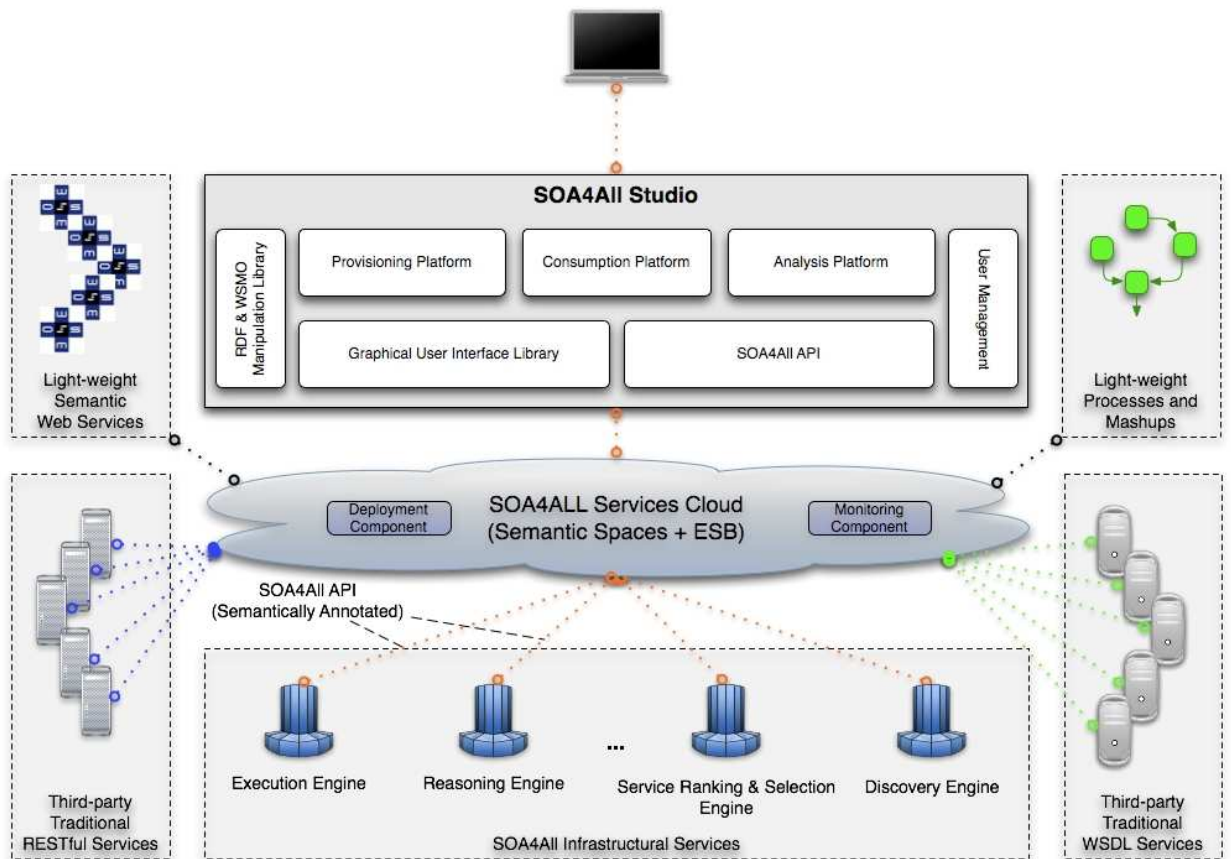 SOA4All Studio
RDF & WSMO
Manipulation Library
Provisioning Platform
Consumption Platform
Analysis Platform
User Management
Graphical User Interface Library
SOA4All API
Light-weight
Semantic
Web Services
Light-weight
Processes and
Mashups
SOA4ALL Services Cloud
(Semantic Spaces + ESB)
Deployment
Component
Monitoring
Component
SOA4All API
(Semantically Annotated)
Execution Engine
Reasoning Engine
...
Service Ranking & Selection
Engine
Discovery Engine
SOA4All Infrastructural Services
Third-party
Traditional
RESTful Services
Third-party
Traditional
WSDL Services